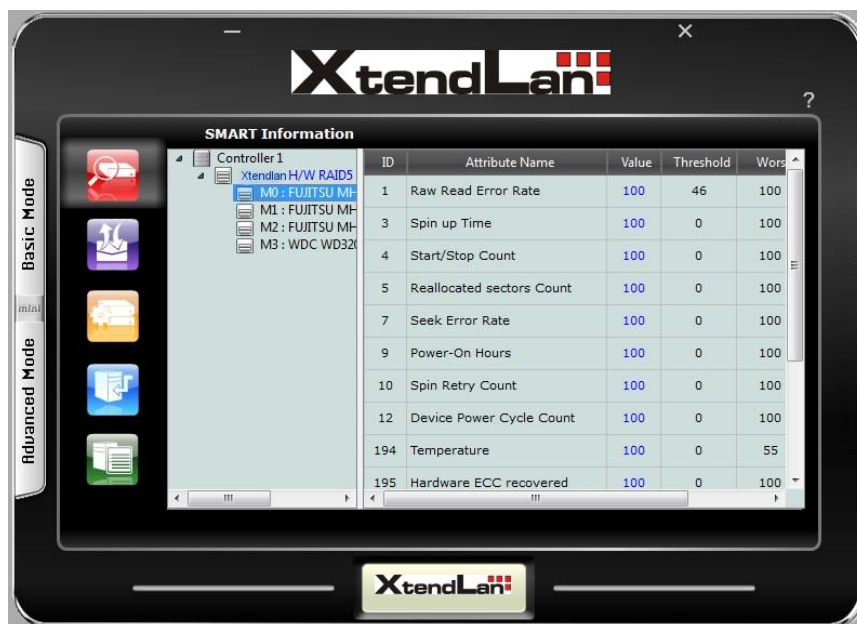 XtendLan
?
SMART Information
Basic Mode
mini
Advanced Mode
Controller 1
Xtendlan H/W RAID5
M0 : FUJITSU MH
M1 : FUJITSU MH
M2 : FUJITSU MH
M3 : WDC WD320
ID Attribute Name Value Threshold Wors
1 Raw Read Error Rate 100 46 100
3 Spin up Time 100 0 100
4 Start/Stop Count 100 0 100
5 Reallocated sectors Count 100 0 100
7 Seek Error Rate 100 0 100
9 Power-On Hours 100 0 100
10 Spin Retry Count 100 0 100
12 Device Power Cycle Count 100 0 100
194 Temperature 100 0 55
195 Hardware ECC recovered 100 0 100
XtendLan